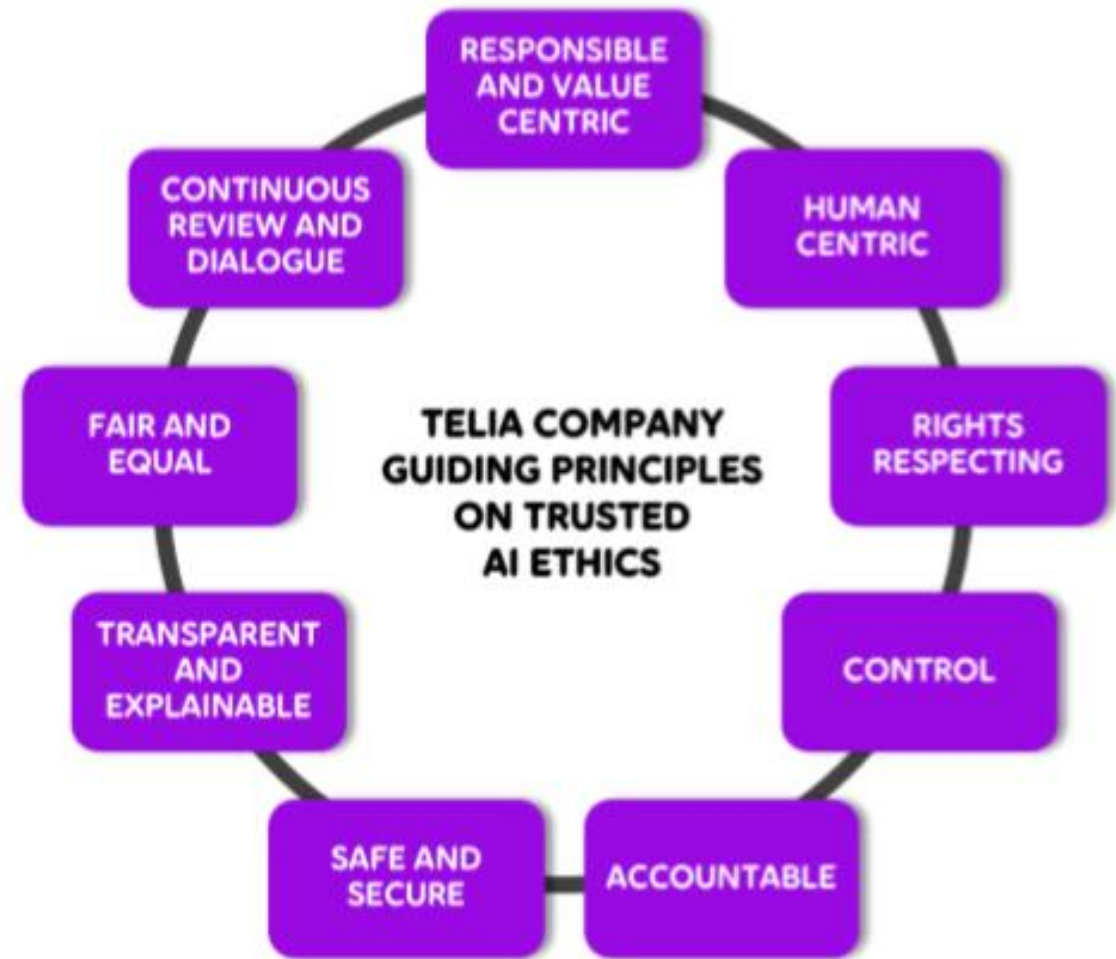 RESPONSIBLE
AND VALUE
CENTRIC
HUMAN
CENTRIC
RIGHTS
RESPECTING
CONTROL
ACCOUNTABLE
SAFE AND
SECURE
TRANSPARENT
AND
EXPLAINABLE
FAIR AND
EQUAL
CONTINUOUS
REVIEW AND
DIALOGUE
TELIA COMPANY
GUIDING PRINCIPLES
ON TRUSTED
AI ETHICS